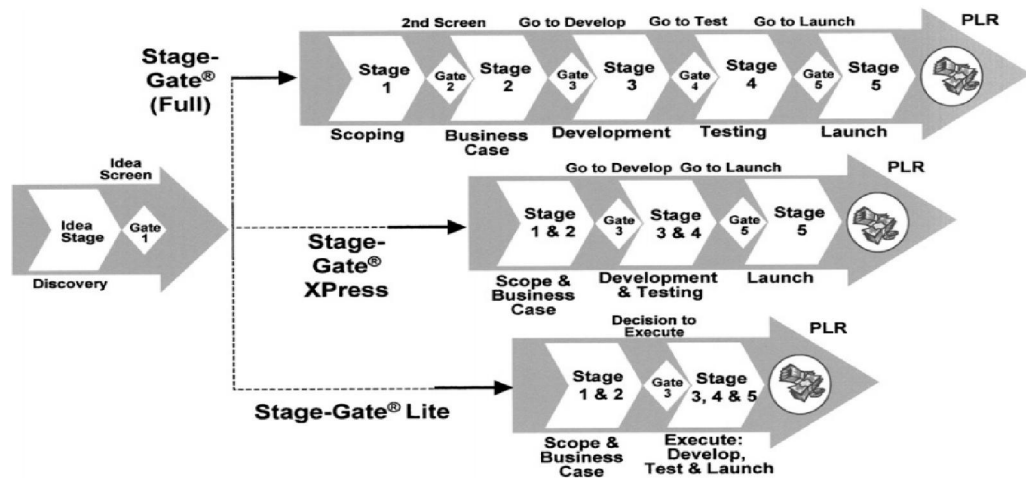 2nd Screen Go to Develop Go to Test Go to Launch PLR
Stage-
Gate® 
(Full)
Stage
1
Gate
2
Stage
2
Gate
3
Stage
3
Gate
4
Stage
4
Gate
5
Stage
5
Scoping
Business
Case
Development
Testing
Launch
Idea
Screen
Idea
Stage
Gate
1
Discovery
Go to Develop Go to Launch PLR
Stage-
Gate®
XPress
Stage
1 & 2
Gate
3
Stage
3 & 4
Gate
5
Stage
5
Scope &
Business
Case
Development
& Testing
Launch
Decision to
Execute
PLR
Stage-Gate® Lite
Stage
1 & 2
Gate
3
Stage
3, 4 & 5
Scope &
Business
Case
Execute:
Develop,
Test & Launch